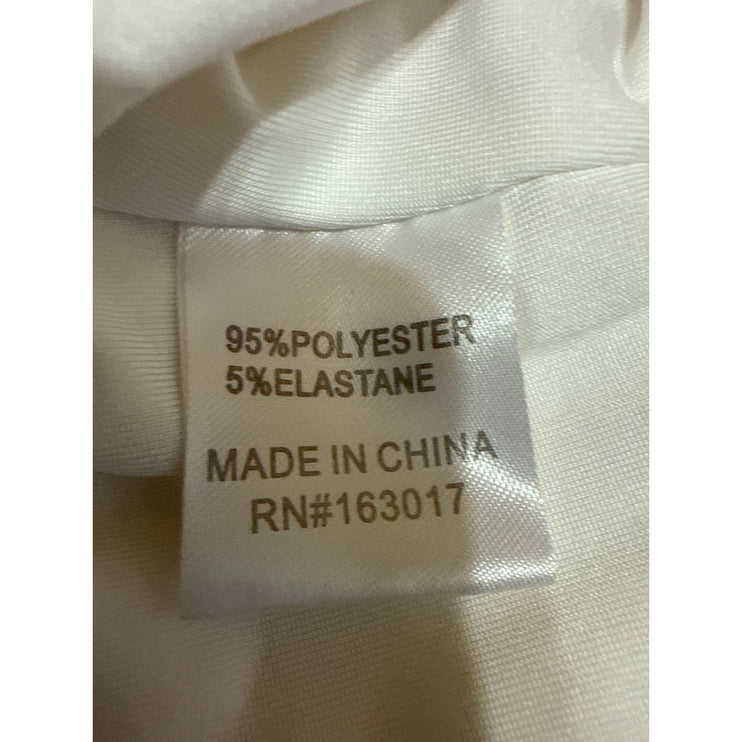 95%POLYESTER
5%ELASTANE
MADE IN CHINA
RN#163017